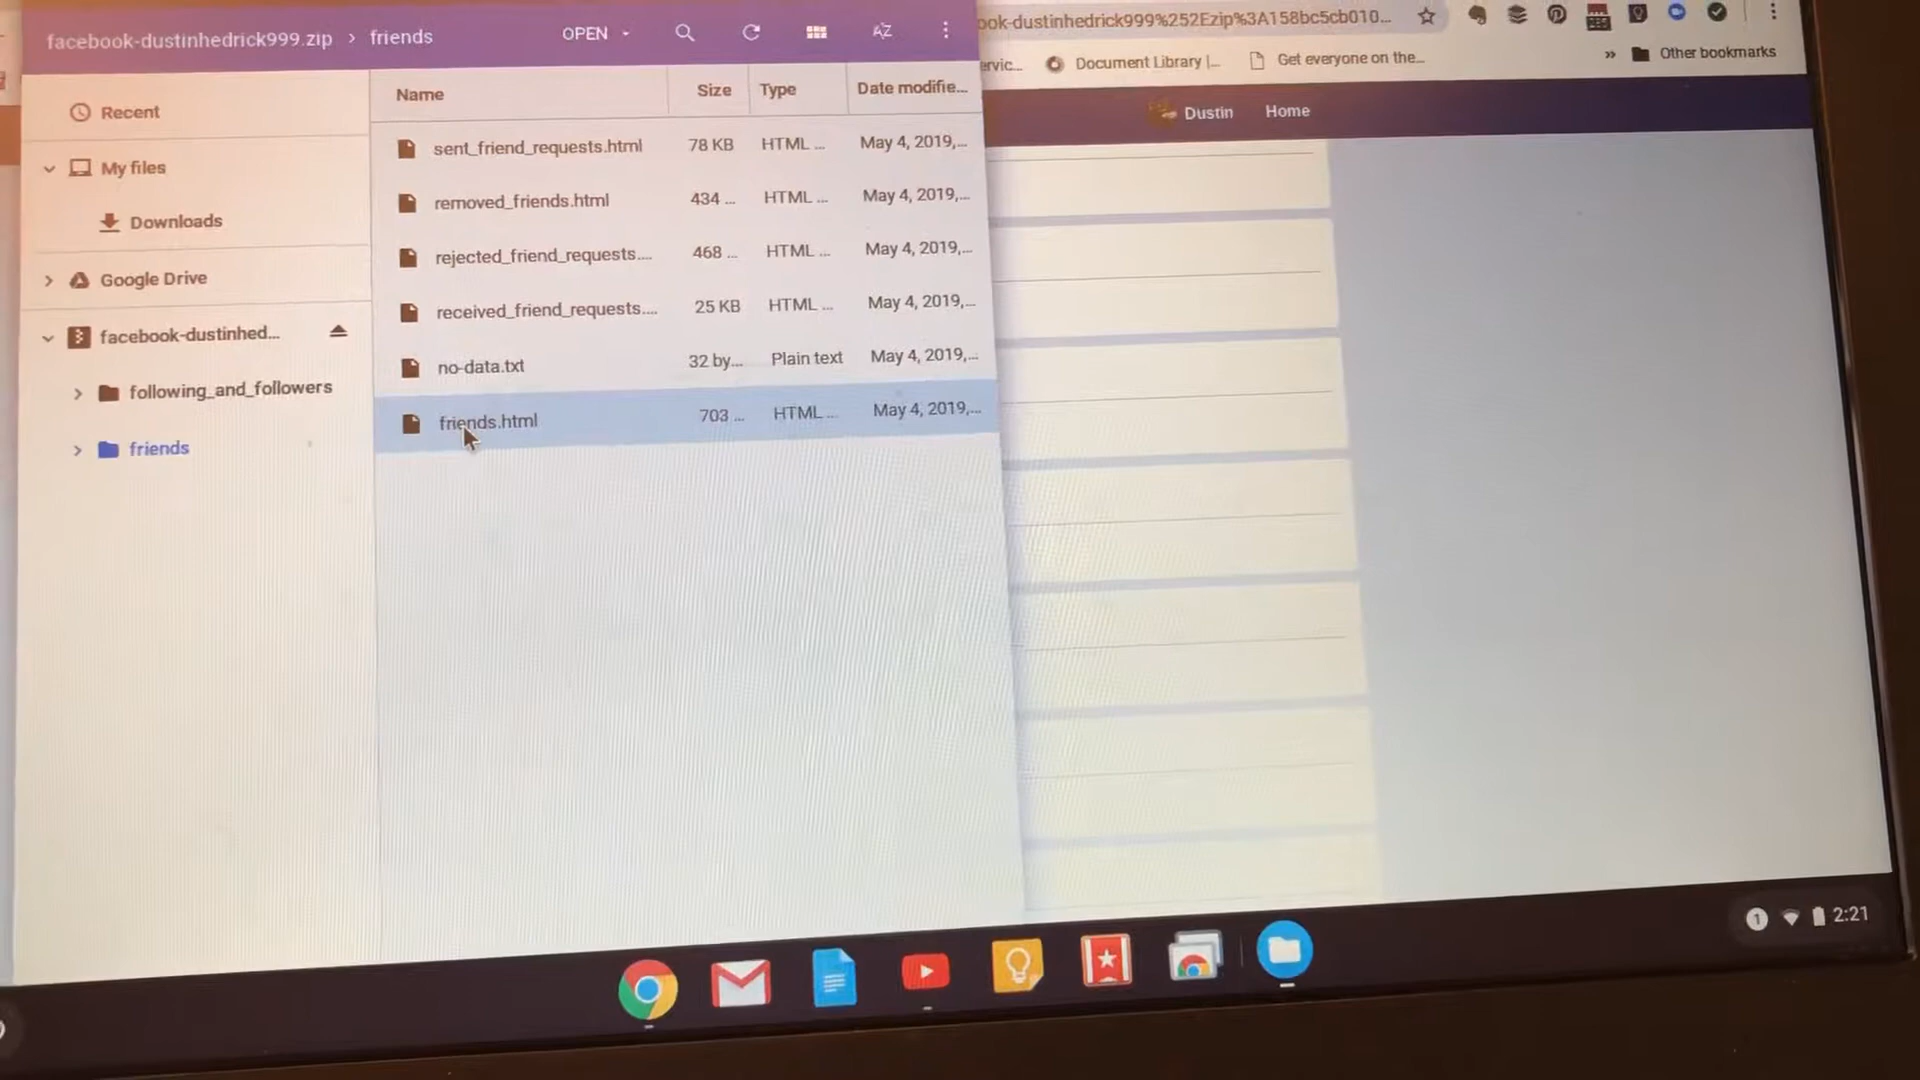 facebook-dustinhedrick999.zip > friends
OPEN
AZ
Name
Size
Type
Date modifie...
Recent
My files
Downloads
Google Drive
facebook-dustinhed...
following_and_followers
friends
sent_friend_requests.html 78 KB HTML ... May 4, 2019,...
removed_friends.html 434 ... HTML ... May 4, 2019,...
rejected_friend_requests.... 468 ... HTML ... May 4, 2019,...
received_friend_requests.... 25 KB HTML ... May 4, 2019,...
no-data.txt 32 by... Plain text May 4, 2019,...
friends.html 703 ... HTML ... May 4, 2019,...
ook-dustinhedrick999%252Ezip%3A158bc5cb010...
ervic...
Document Library |...
Get everyone on the...
»
Other bookmarks
Dustin
Home
1
2:21